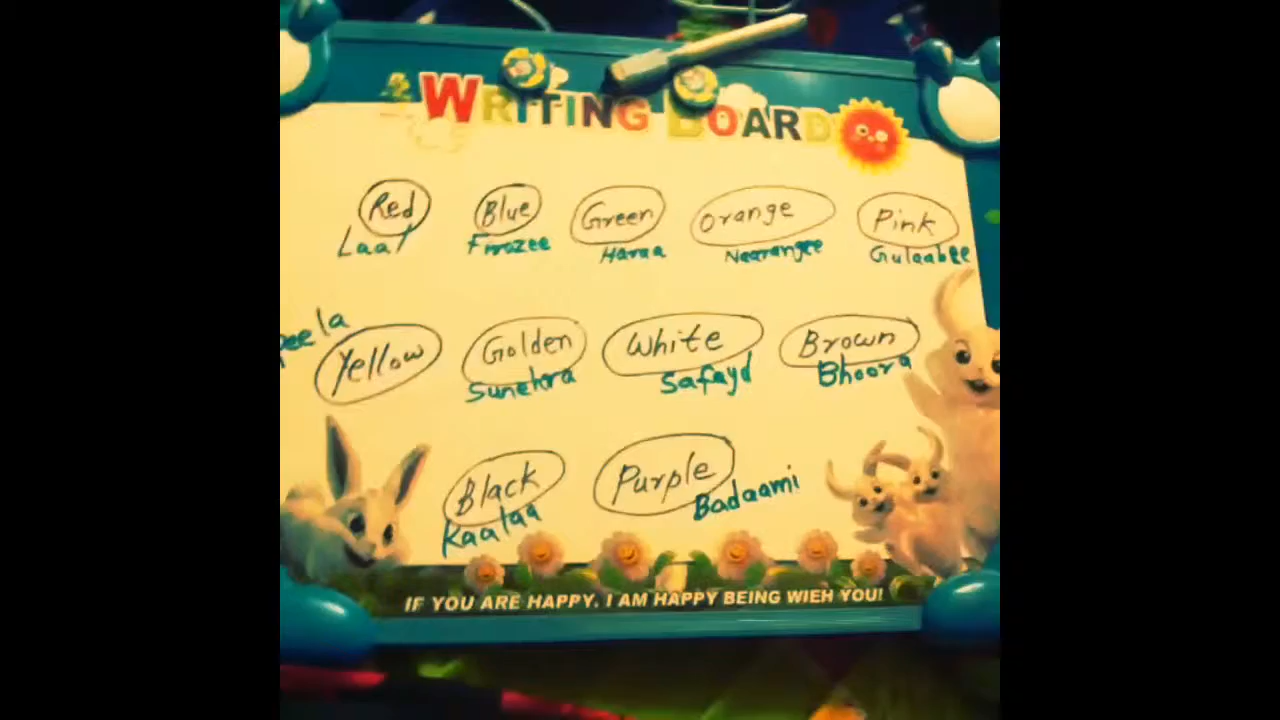 WRITING BOARD
Red Blue Green Orange Pink
Laal Firozee Haraa Naarangee Gulaabee
peela
Yellow Golden White Brown
Sunehra Safayd Bhoora
Black Purple
Kaalaa Badaami
IF YOU ARE HAPPY. I AM HAPPY BEING WIEH YOU!